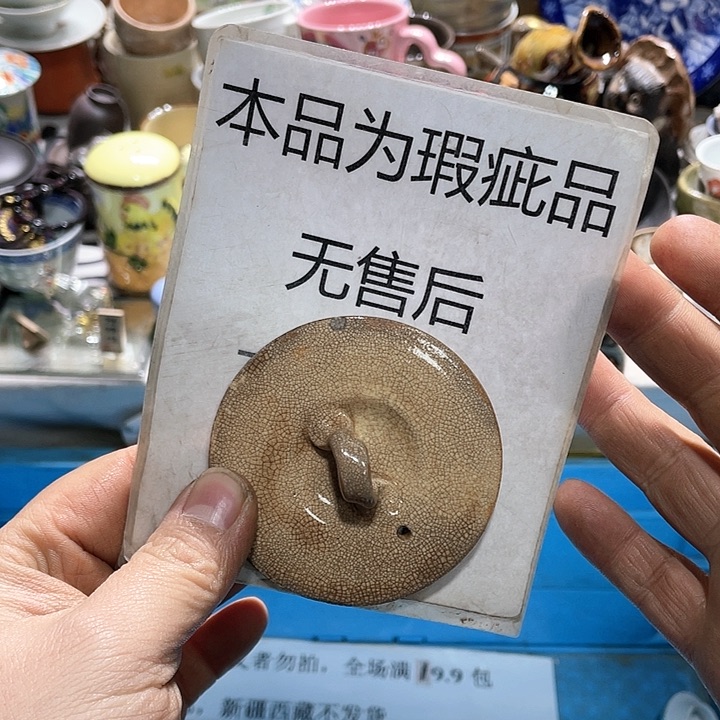 本品为瑕疵品
无售后
者勿拍，全场满19.9包
，新疆西藏不发货